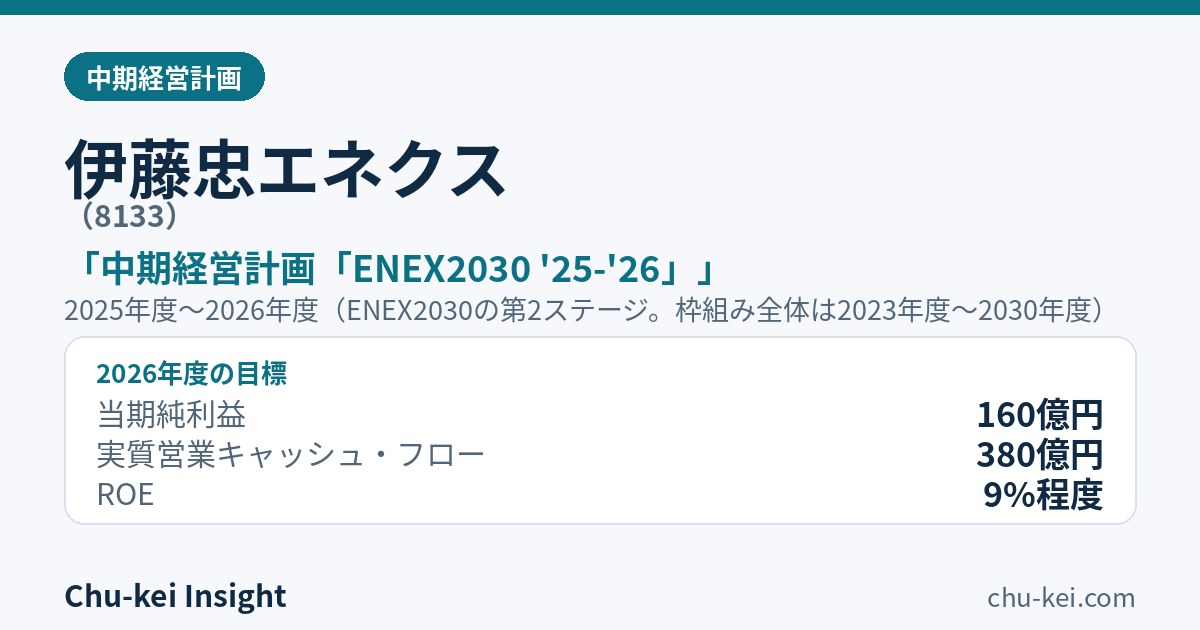 中期経営計画
伊藤忠エネクス
（8133）
「中期経営計画「ENEX2030 '25-'26」」
2025年度〜2026年度（ENEX2030の第2ステージ。枠組み全体は2023年度〜2030年度）
2026年度の目標
当期純利益 160億円
実質営業キャッシュ・フロー 380億円
ROE 9%程度
Chu-kei Insight chu-kei.com